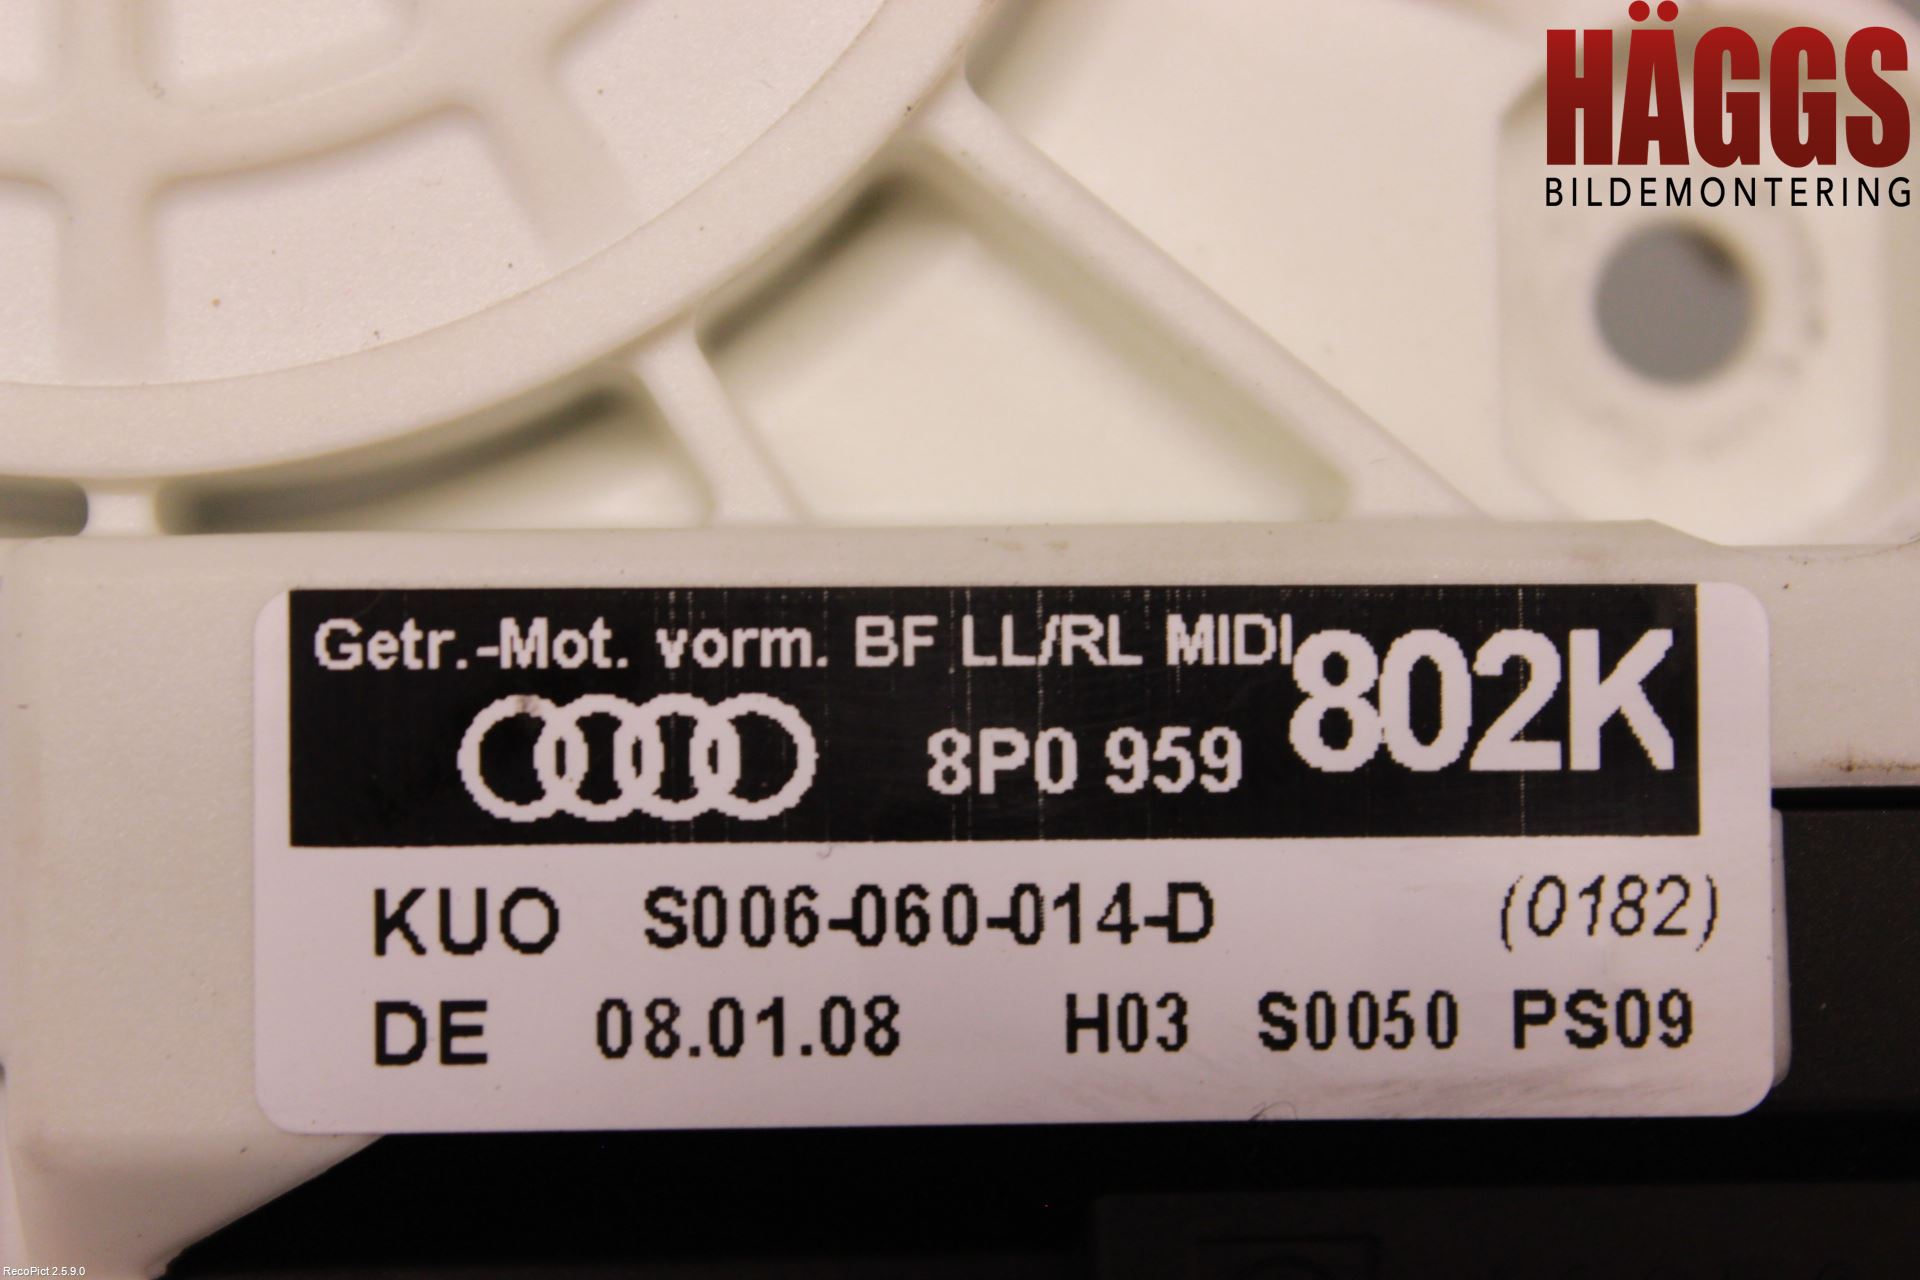 HÄGGS
BILDEMONTERING
Getr.-Mot. vorm. BF LL/RL MIDI
8P0 959 802K
KUO S006-060-014-D (0182)
DE 08.01.08 H03 S0050 PS09
RecoPict 2.5.9.0